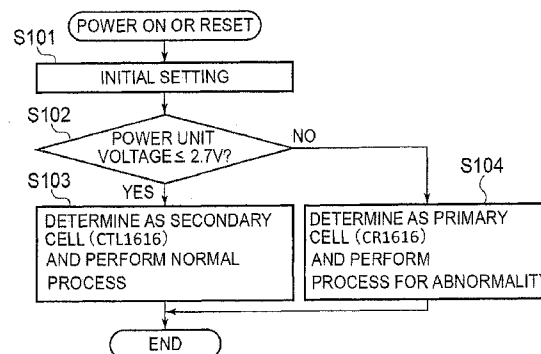 POWER ON OR RESET
S101
INITIAL SETTING
S102
POWER UNIT
VOLTAGE ≤ 2.7V?
NO
YES
S103
DETERMINE AS SECONDARY
CELL (CTL1616)
AND PERFORM NORMAL
PROCESS
S104
DETERMINE AS PRIMARY
CELL (CR1616)
AND PERFORM
PROCESS FOR ABNORMALITY
END